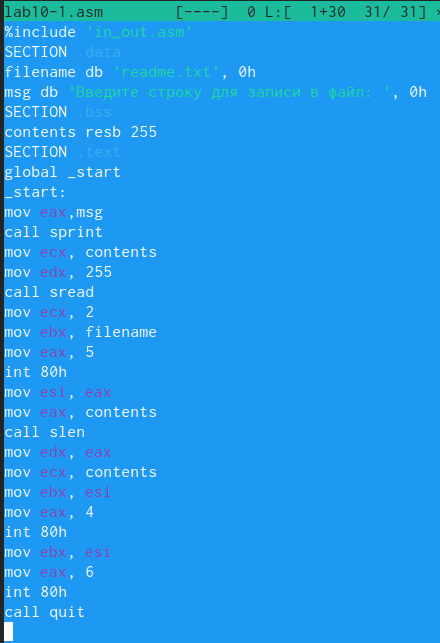 lab10-1.asm [----] 0 L:[ 1+30 31/ 31] *
%include 'in_out.asm'
SECTION .data
filename db 'readme.txt', 0h
msg db 'Введите строку для записи в файл: ', 0h
SECTION .bss
contents resb 255
SECTION .text
global _start
_start:
mov eax,msg
call sprint
mov ecx, contents
mov edx, 255
call sread
mov ecx, 2
mov ebx, filename
mov eax, 5
int 80h
mov esi, eax
mov eax, contents
call slen
mov edx, eax
mov ecx, contents
mov ebx, esi
mov eax, 4
int 80h
mov ebx, esi
mov eax, 6
int 80h
call quit